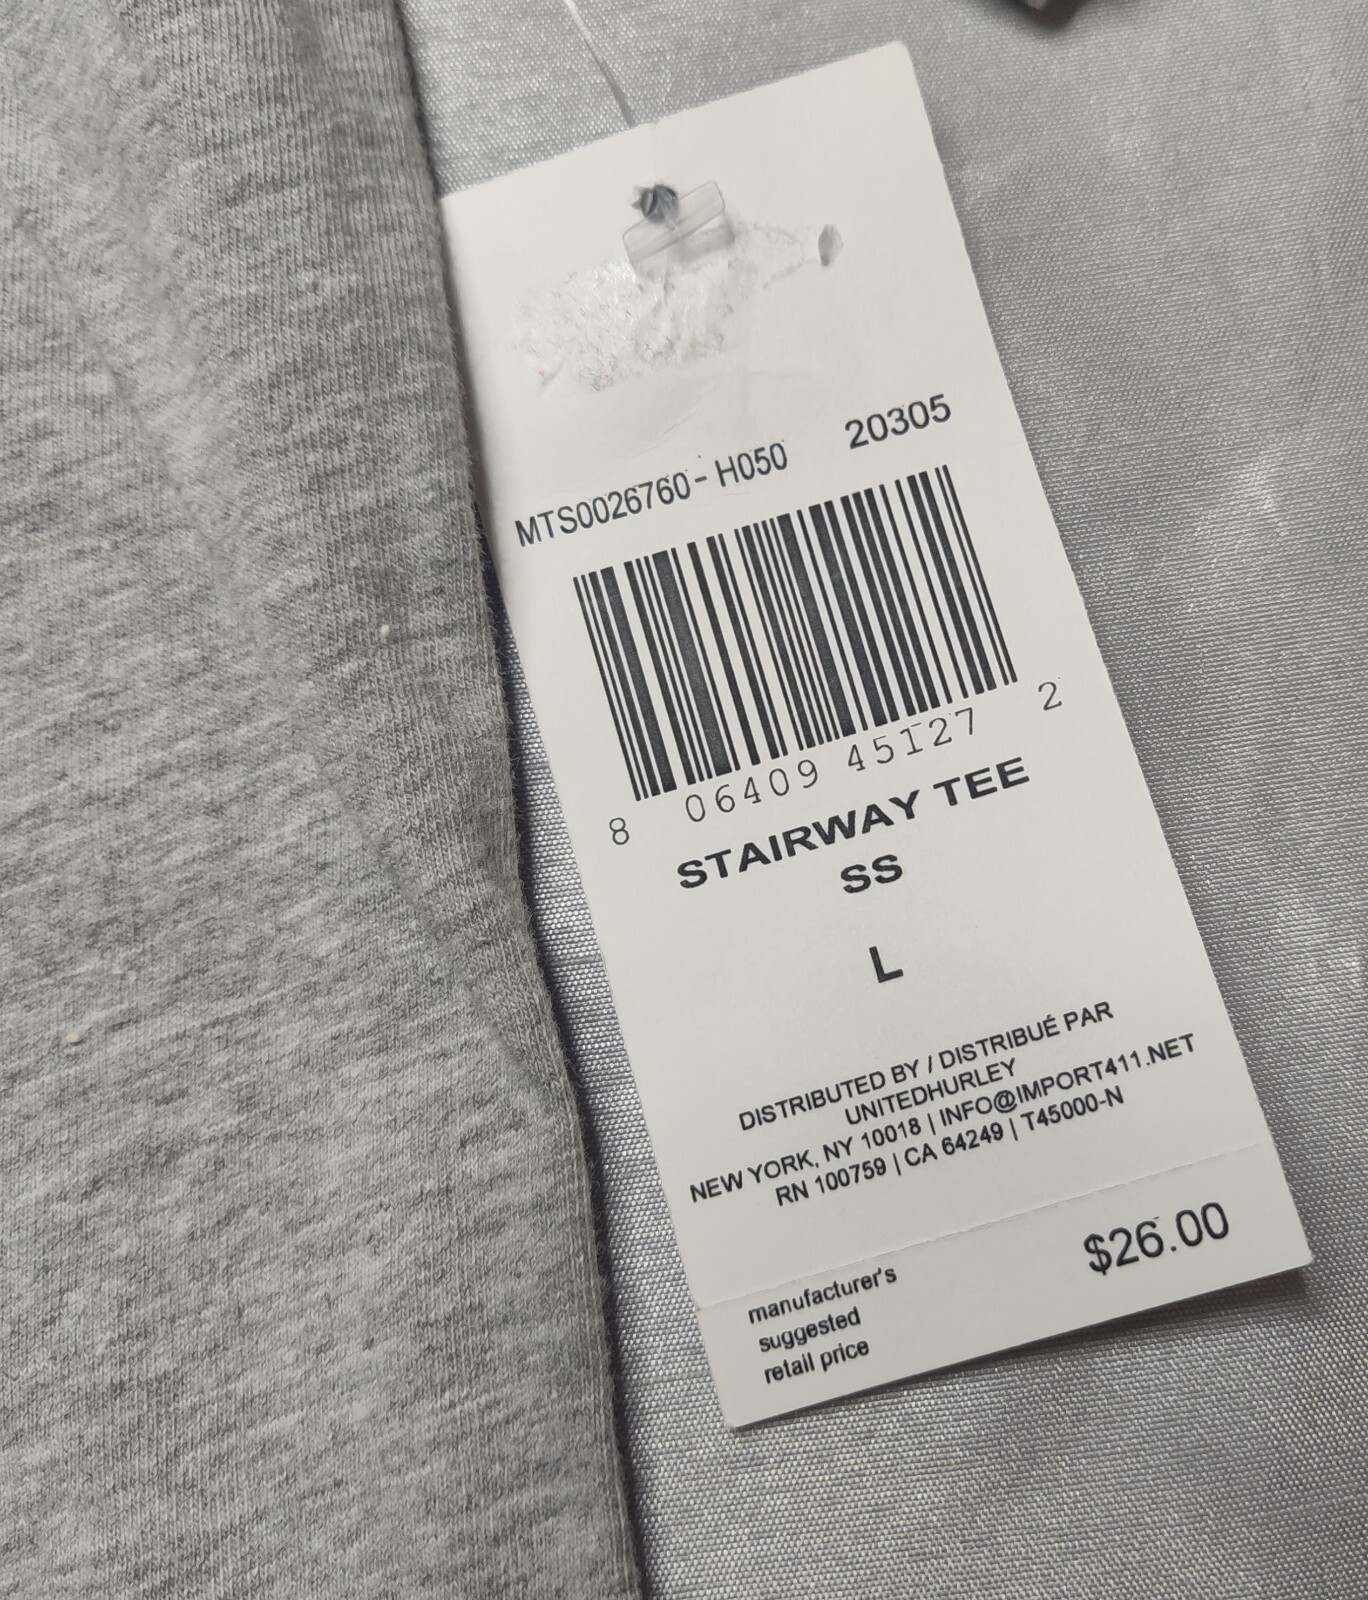 MTS0026760 - H050 20305
8 06409 45127 2
STAIRWAY TEE
SS
L
DISTRIBUTED BY / DISTRIBUÉ PAR
UNITEDHURLEY
NEW YORK, NY 10018 | INFO@IMPORT411.NET
RN 100759 | CA 64249 | T45000-N
$26.00
manufacturer's
suggested
retail price